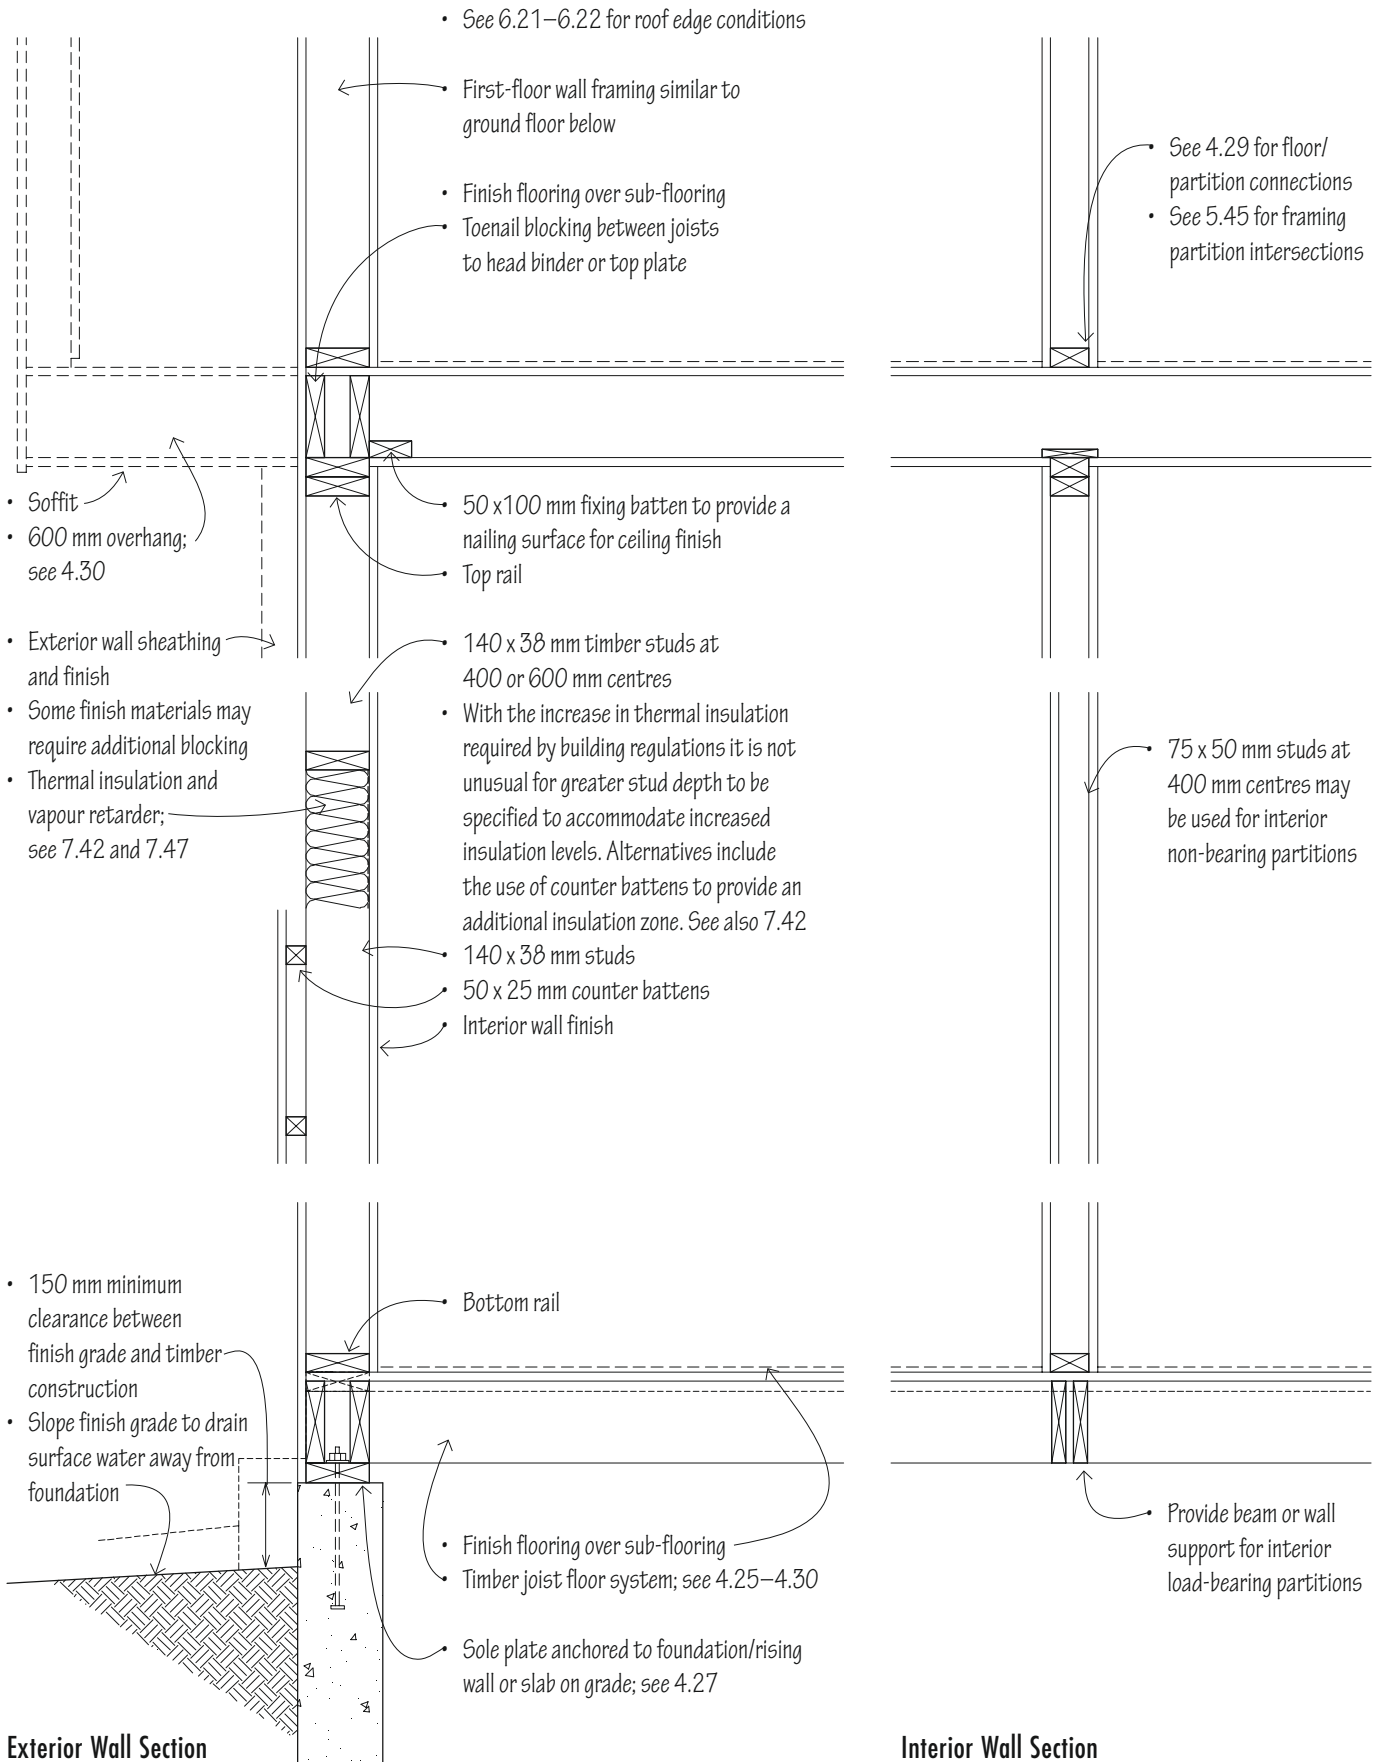 • See 6.21–6.22 for roof edge conditions
• First-floor wall framing similar to
ground floor below
• Finish flooring over sub-flooring
• Toenail blocking between joists
to head binder or top plate
• See 4.29 for floor/
partition connections
• See 5.45 for framing
partition intersections
• Soffit
• 600 mm overhang;
see 4.30
• 50 x100 mm fixing batten to provide a
nailing surface for ceiling finish
• Top rail
• Exterior wall sheathing
and finish
• Some finish materials may
require additional blocking
• Thermal insulation and
vapour retarder;
see 7.42 and 7.47
• 140 x 38 mm timber studs at
400 or 600 mm centres
• With the increase in thermal insulation
required by building regulations it is not
unusual for greater stud depth to be
specified to accommodate increased
insulation levels. Alternatives include
the use of counter battens to provide an
additional insulation zone. See also 7.42
• 140 x 38 mm studs
• 50 x 25 mm counter battens
• Interior wall finish
• 75 x 50 mm studs at
400 mm centres may
be used for interior
non-bearing partitions
• 150 mm minimum
clearance between
finish grade and timber
construction
• Slope finish grade to drain
surface water away from
foundation
• Bottom rail
• Finish flooring over sub-flooring
• Timber joist floor system; see 4.25–4.30
• Sole plate anchored to foundation/rising
wall or slab on grade; see 4.27
• Provide beam or wall
support for interior
load-bearing partitions
Exterior Wall Section
Interior Wall Section